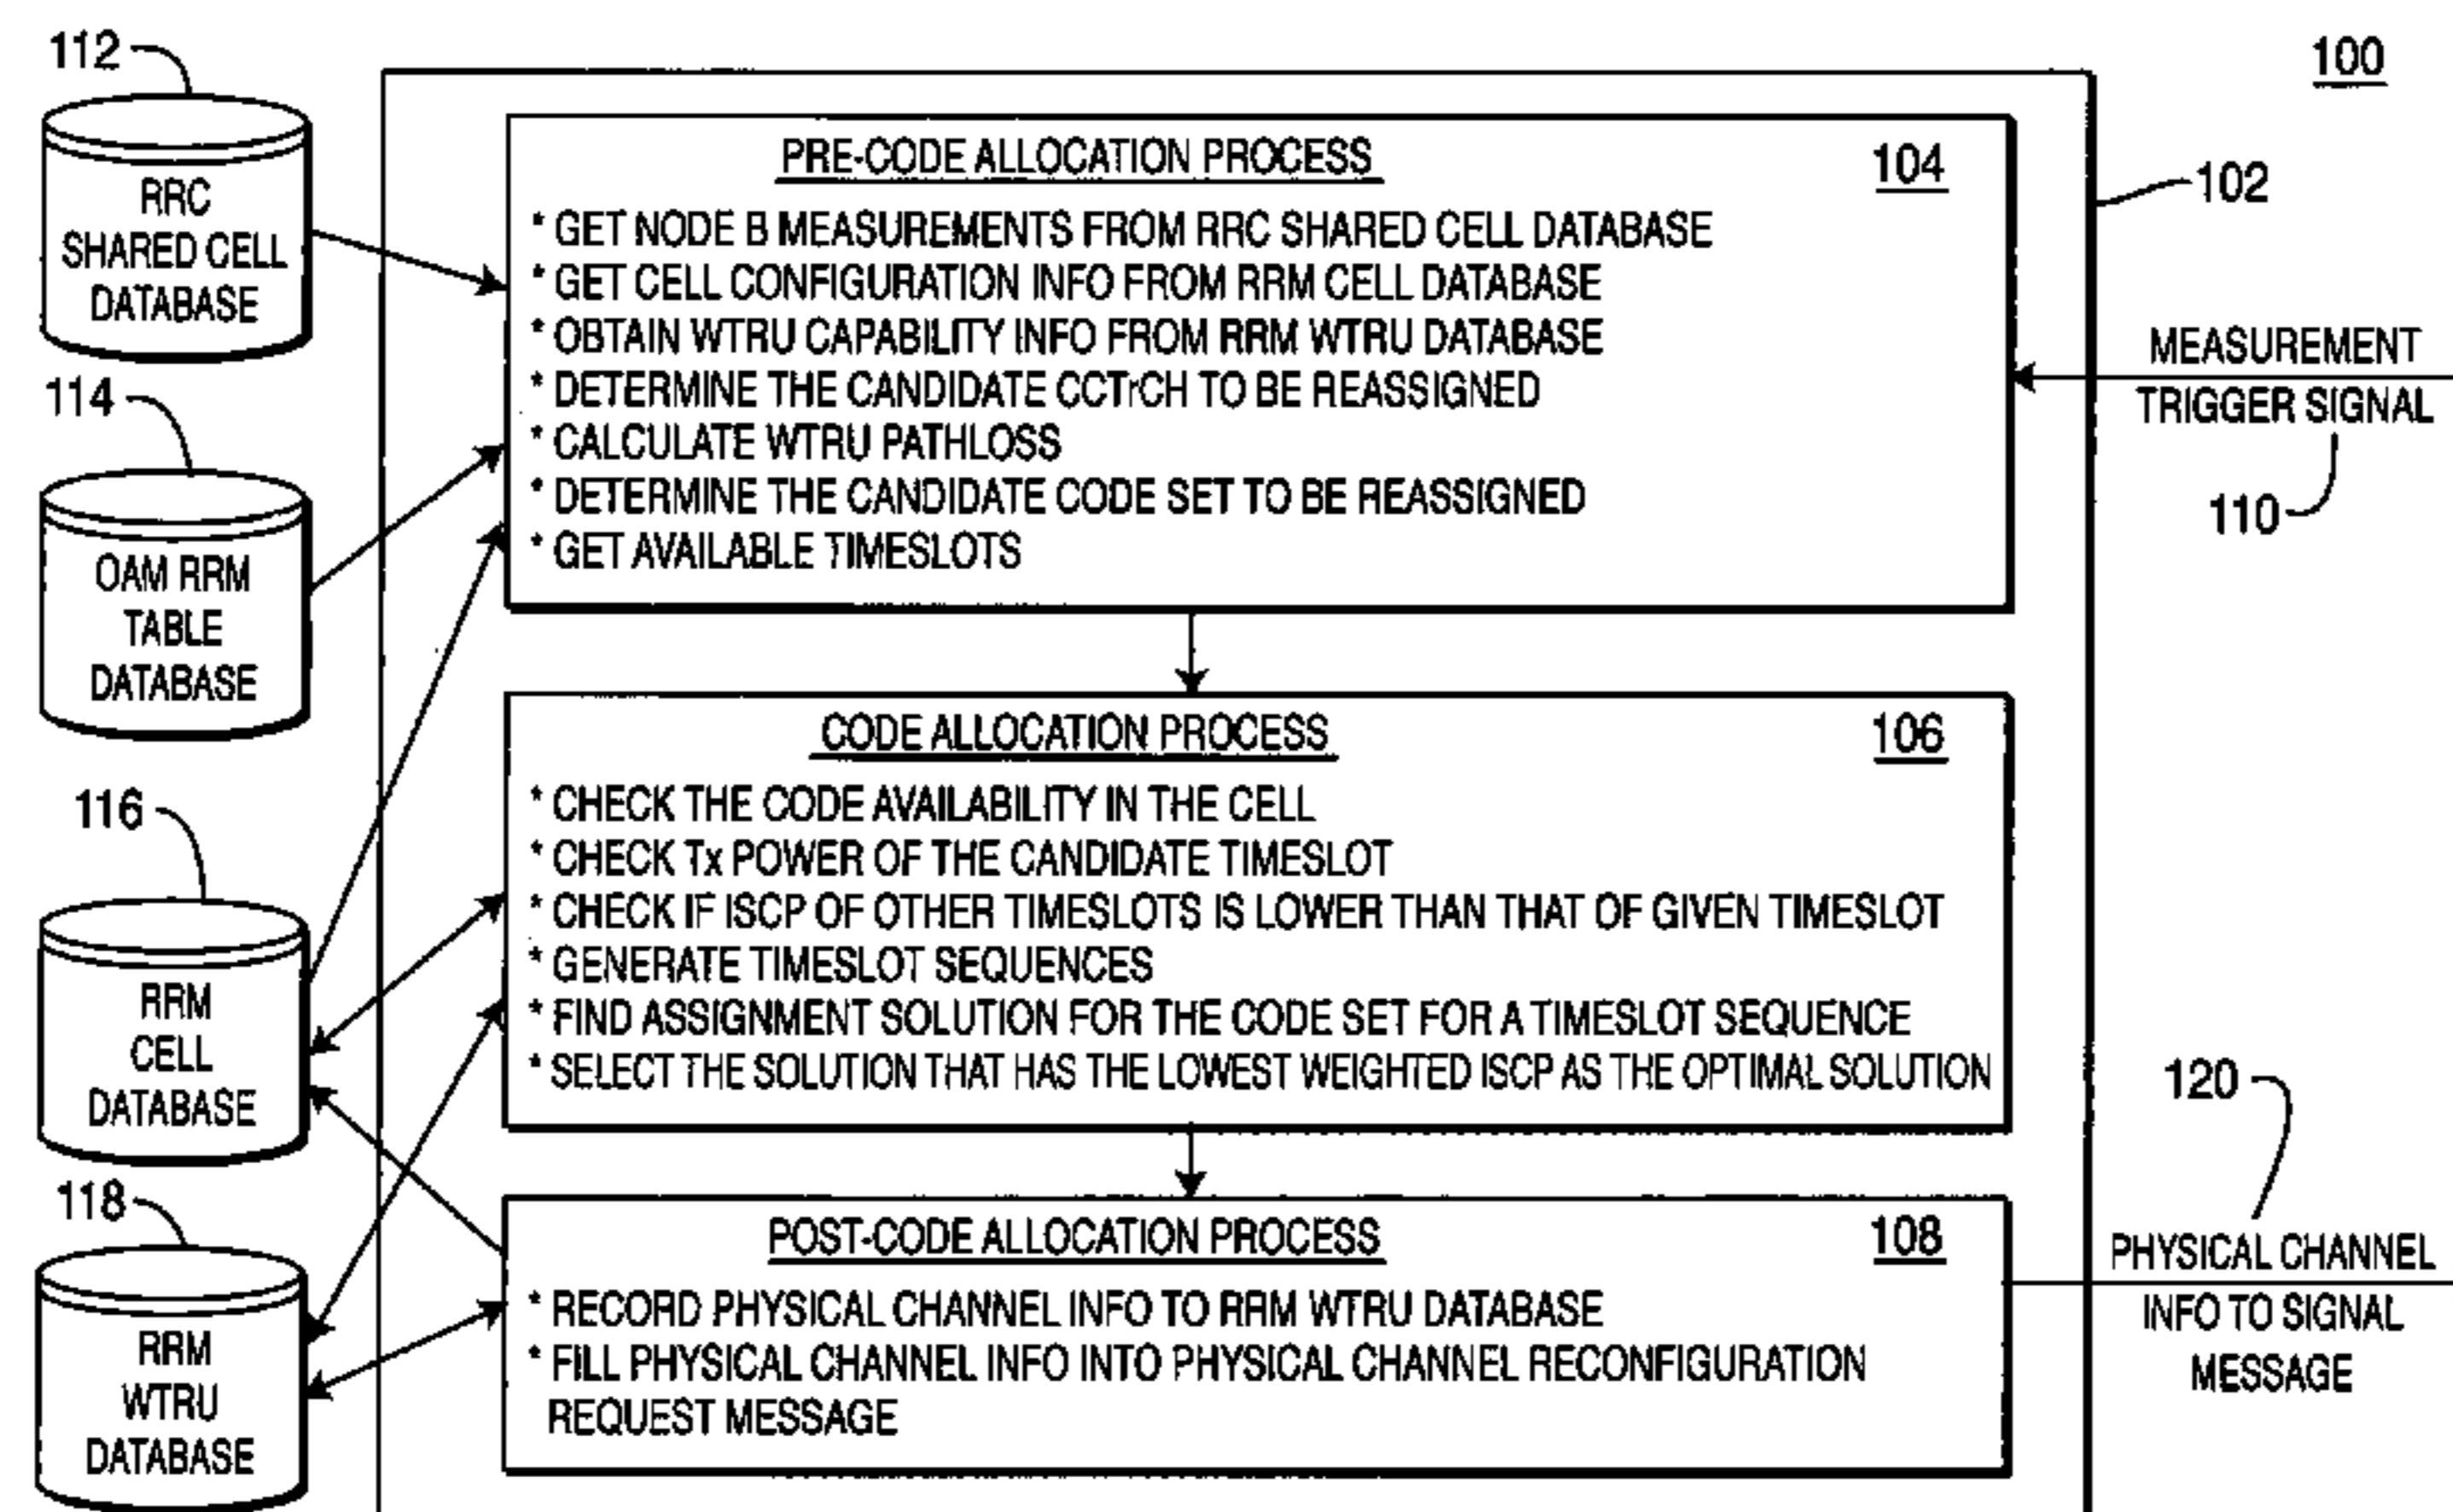 112
100
RRC
SHARED CELL
DATABASE
114
OAM RRM
TABLE
DATABASE
116
RRM
CELL
DATABASE
118
RRM
WTRU
DATABASE
PRE-CODE ALLOCATION PROCESS
104
* GET NODE B MEASUREMENTS FROM RRC SHARED CELL DATABASE
* GET CELL CONFIGURATION INFO FROM RRM CELL DATABASE
* OBTAIN WTRU CAPABILITY INFO FROM RRM WTRU DATABASE
* DETERMINE THE CANDIDATE CCTrCH TO BE REASSIGNED
* CALCULATE WTRU PATHLOSS
* DETERMINE THE CANDIDATE CODE SET TO BE REASSIGNED
* GET AVAILABLE TIMESLOTS
CODE ALLOCATION PROCESS
106
* CHECK THE CODE AVAILABILITY IN THE CELL
* CHECK Tx POWER OF THE CANDIDATE TIMESLOT
* CHECK IF ISCP OF OTHER TIMESLOTS IS LOWER THAN THAT OF GIVEN TIMESLOT
* GENERATE TIMESLOT SEQUENCES
* FIND ASSIGNMENT SOLUTION FOR THE CODE SET FOR A TIMESLOT SEQUENCE
* SELECT THE SOLUTION THAT HAS THE LOWEST WEIGHTED ISCP AS THE OPTIMAL SOLUTION
POST-CODE ALLOCATION PROCESS
108
* RECORD PHYSICAL CHANNEL INFO TO RRM WTRU DATABASE
* FILL PHYSICAL CHANNEL INFO INTO PHYSICAL CHANNEL RECONFIGURATION
REQUEST MESSAGE
102
MEASUREMENT
TRIGGER SIGNAL
110
120
PHYSICAL CHANNEL
INFO TO SIGNAL
MESSAGE